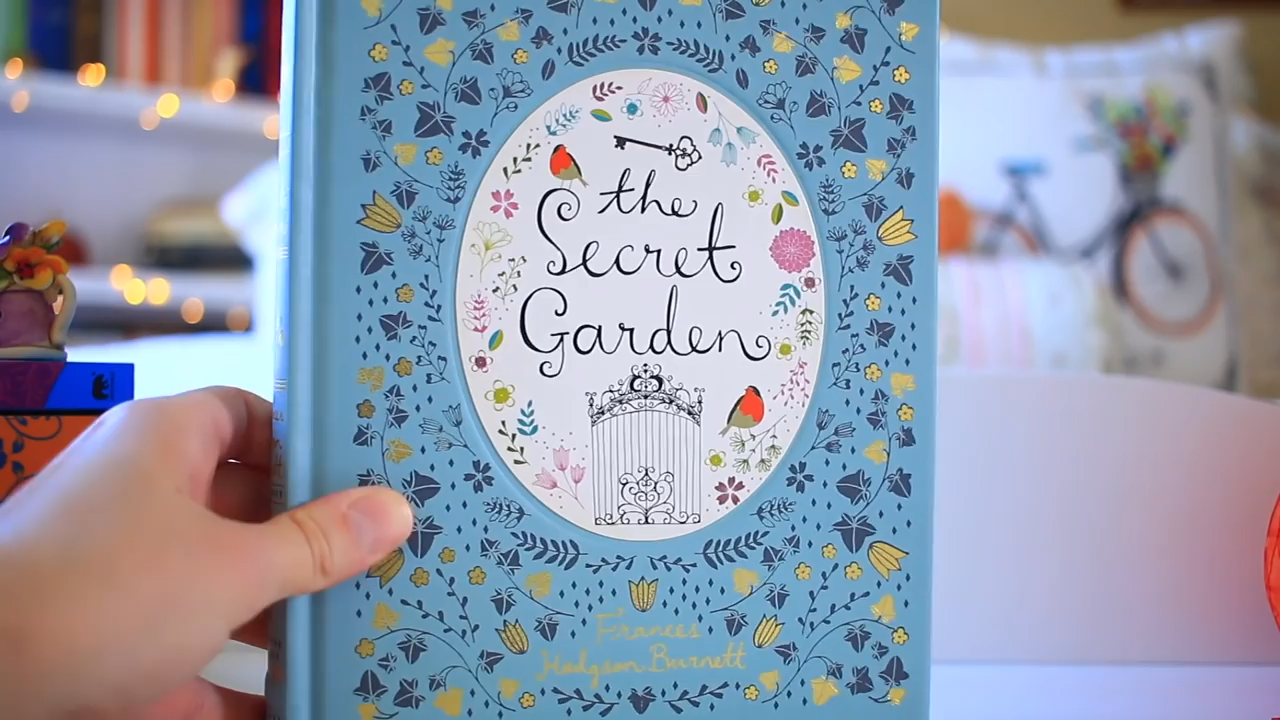 the
Secret
Garden
Frances
Hodgson Burnett